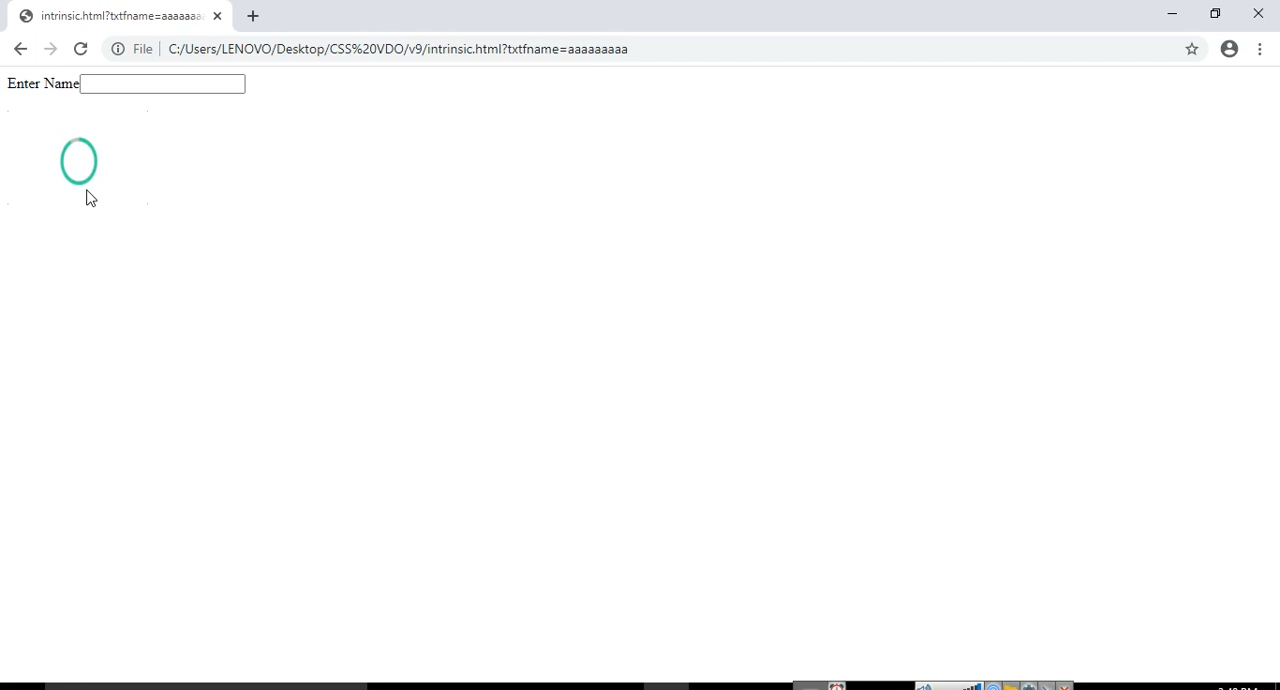 intrinsic.html?txtfname=aaaaaaa
File C:/Users/LENOVO/Desktop/CSS%20VDO/v9/intrinsic.html?txtfname=aaaaaaaaa
Enter Name